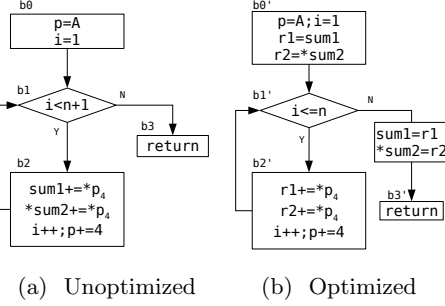 b0
p=A
i=1
b1
i<n+1
N
Y
b3
return
b2
sum1+=*p4
*sum2+=*p4
i++;p+=4
(a) Unoptimized
b0'
p=A;i=1
r1=sum1
r2=*sum2
b1'
i<=n
N
Y
sum1=r1
*sum2=r2
b3'
return
b2'
r1+=*p4
r2+=*p4
i++;p+=4
(b) Optimized